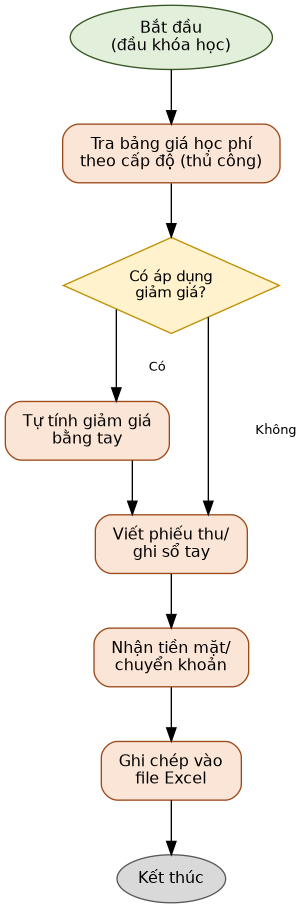 Bắt đầu
(đầu khóa học)
Tra bảng giá học phí
theo cấp độ (thủ công)
Có áp dụng
giảm giá?
Có
Tự tính giảm giá
bằng tay
Không
Viết phiếu thu/
ghi sổ tay
Nhận tiền mặt/
chuyển khoản
Ghi chép vào
file Excel
Kết thúc